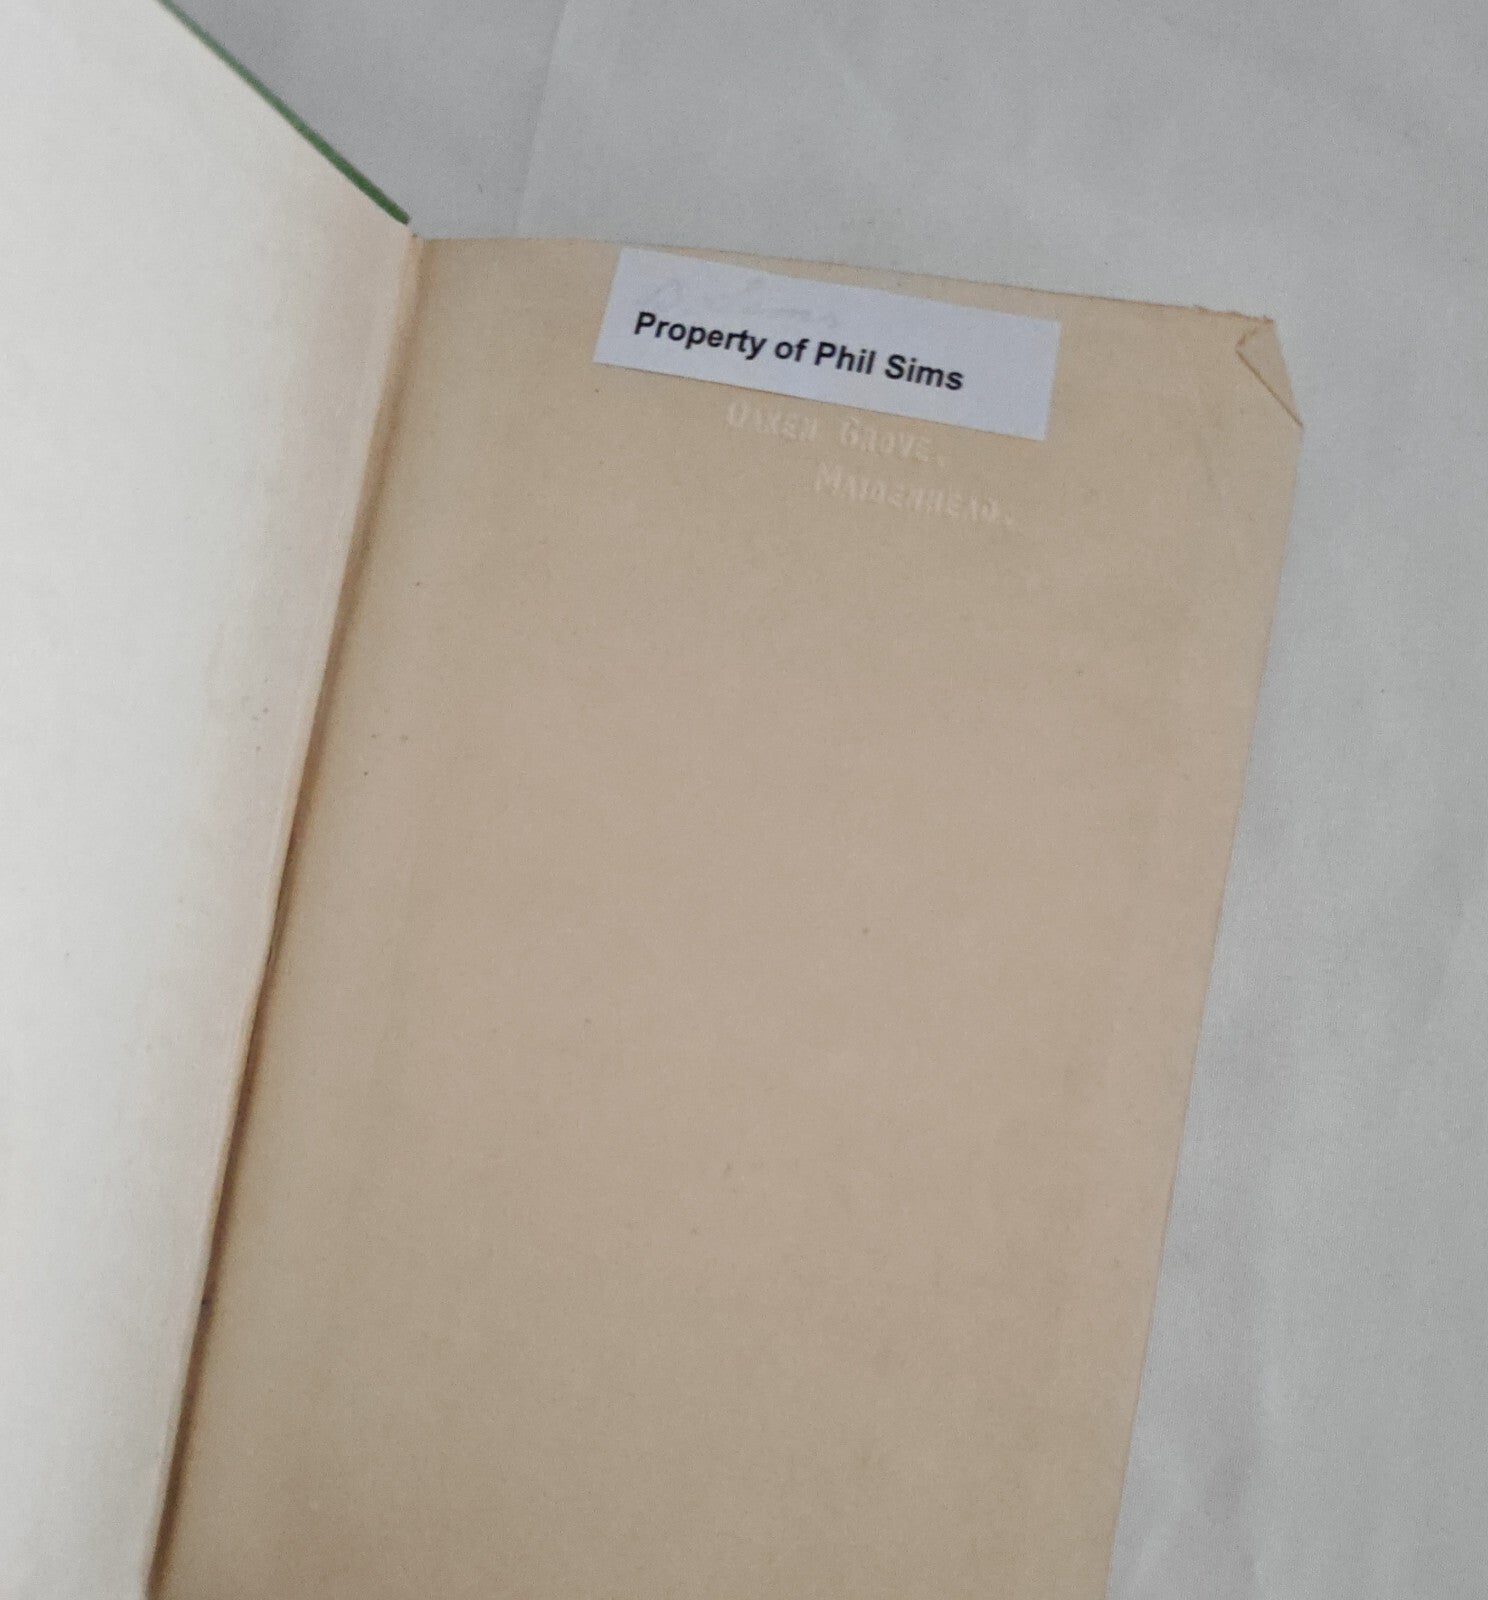 Property of Phil Sims
OAKEN GROVE,
MAIDENHEAD.